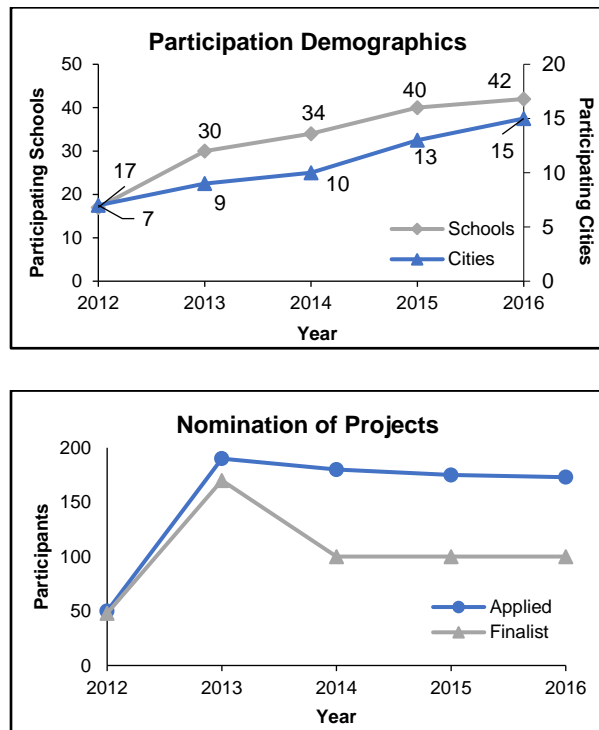 Participation Demographics
Participating Schools
Participating Cities
50
40
30
20
10
0
20
15
10
5
0
17
30
34
40
42
7
9
10
13
15
Schools
Cities
2012 2013 2014 2015 2016
Year
Nomination of Projects
Participants
200
150
100
50
0
Applied
Finalist
2012 2013 2014 2015 2016
Year